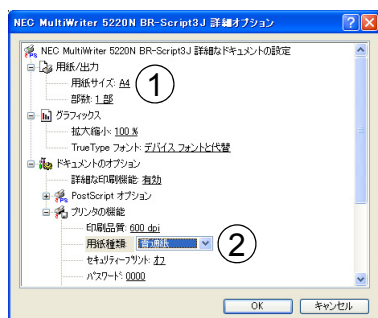 NEC MultiWriter 5220N BR-Script3J 詳細オプション
NEC MultiWriter 5220N BR-Script3J 詳細なドキュメントの設定
用紙/出力
用紙サイズ: A4
1
部数: 1 部
グラフィックス
拡大縮小: 100 %
TrueType フォント: デバイス フォントと代替
ドキュメントのオプション
詳細な印刷機能: 有効
PostScript オプション
プリンタの機能
印刷品質: 600 dpi
用紙種類: 普通紙
2
セキュリティープリント: オフ
パスワード: 0000
OK
キャンセル